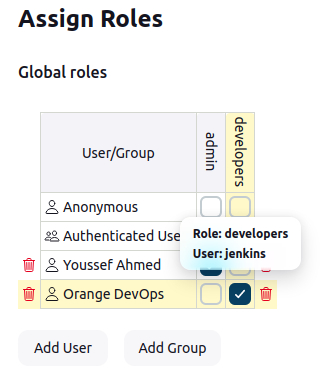 Assign Roles
Global roles
User/Group
admin
developers
Anonymous
Authenticated Use
Role: developers
User: jenkins
Youssef Ahmed
Orange DevOps
Add User
Add Group